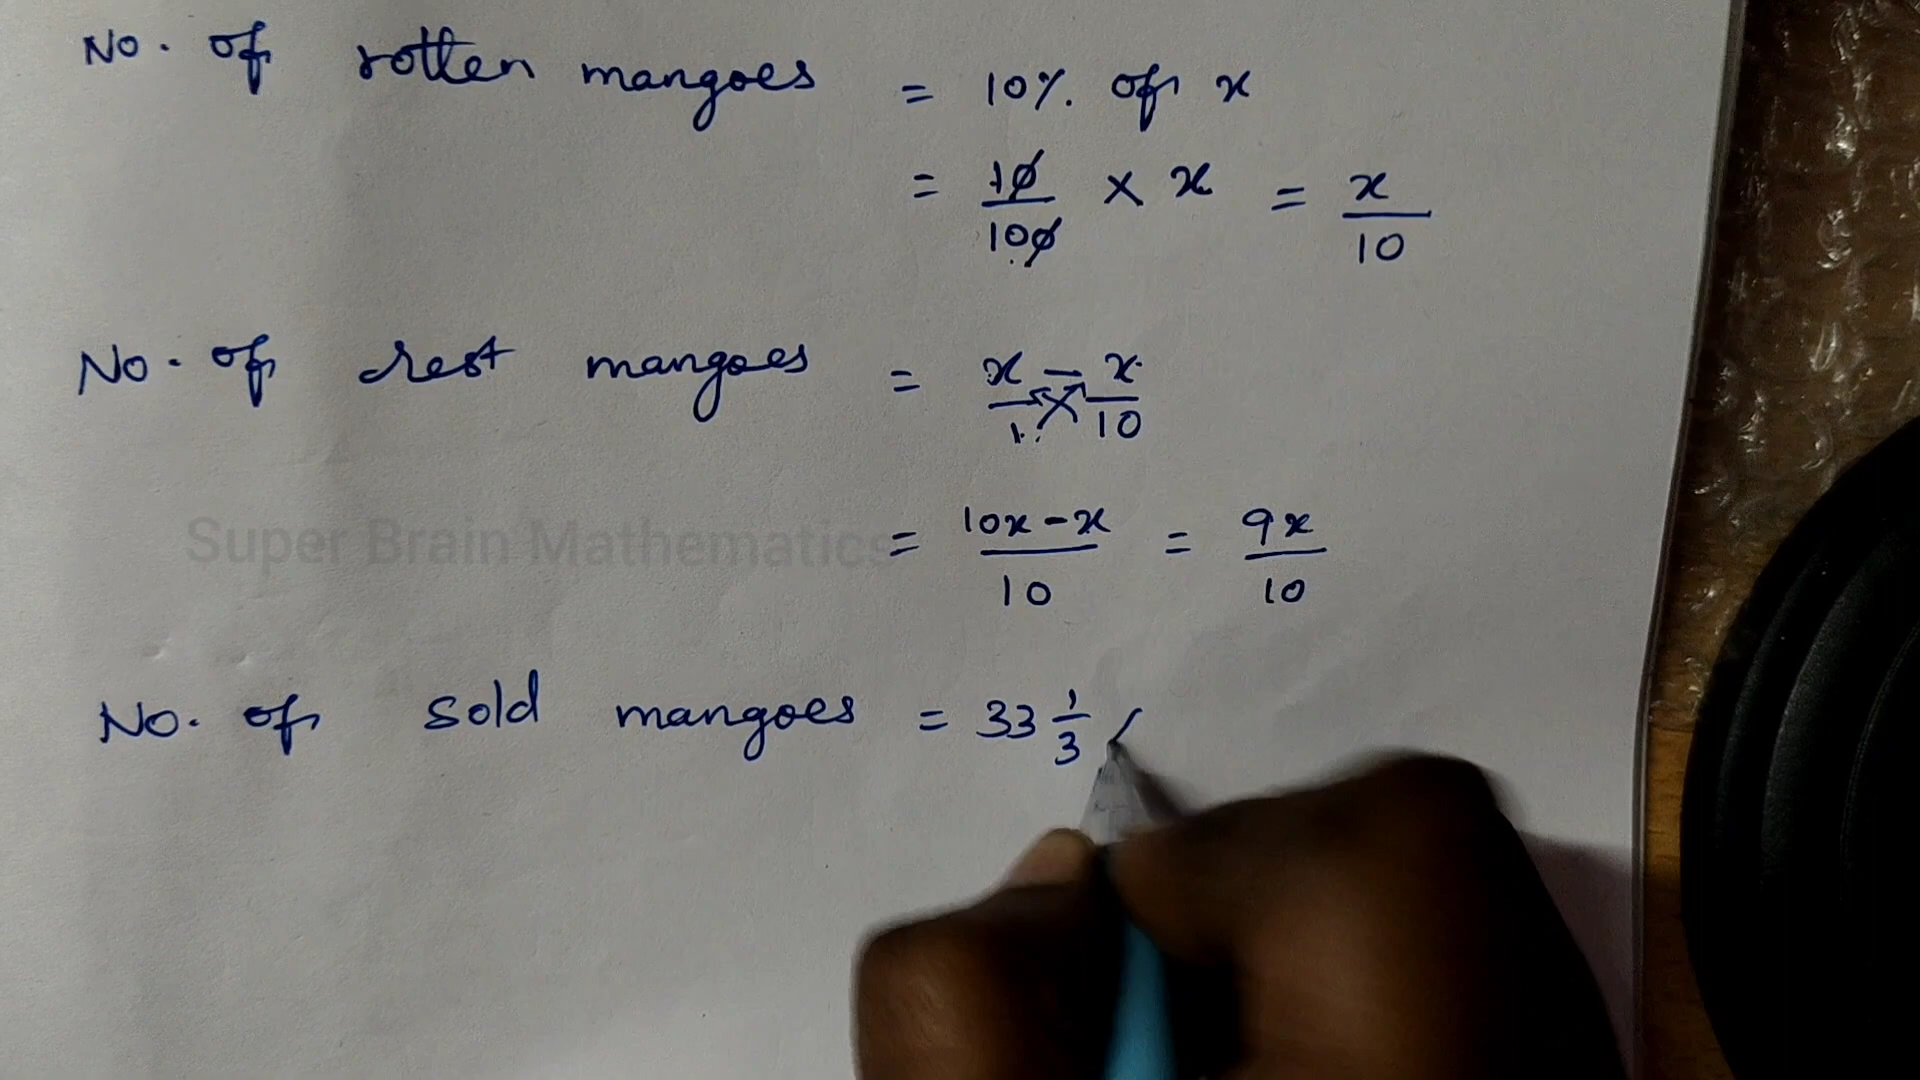 No. of rotten mangoes = 10% of x
= 10/100 × x = x/10
No. of rest mangoes = x/1 − x/10
= 10x-x/10 = 9x/10
Super Brain Mathematics
No. of sold mangoes = 33 1/3